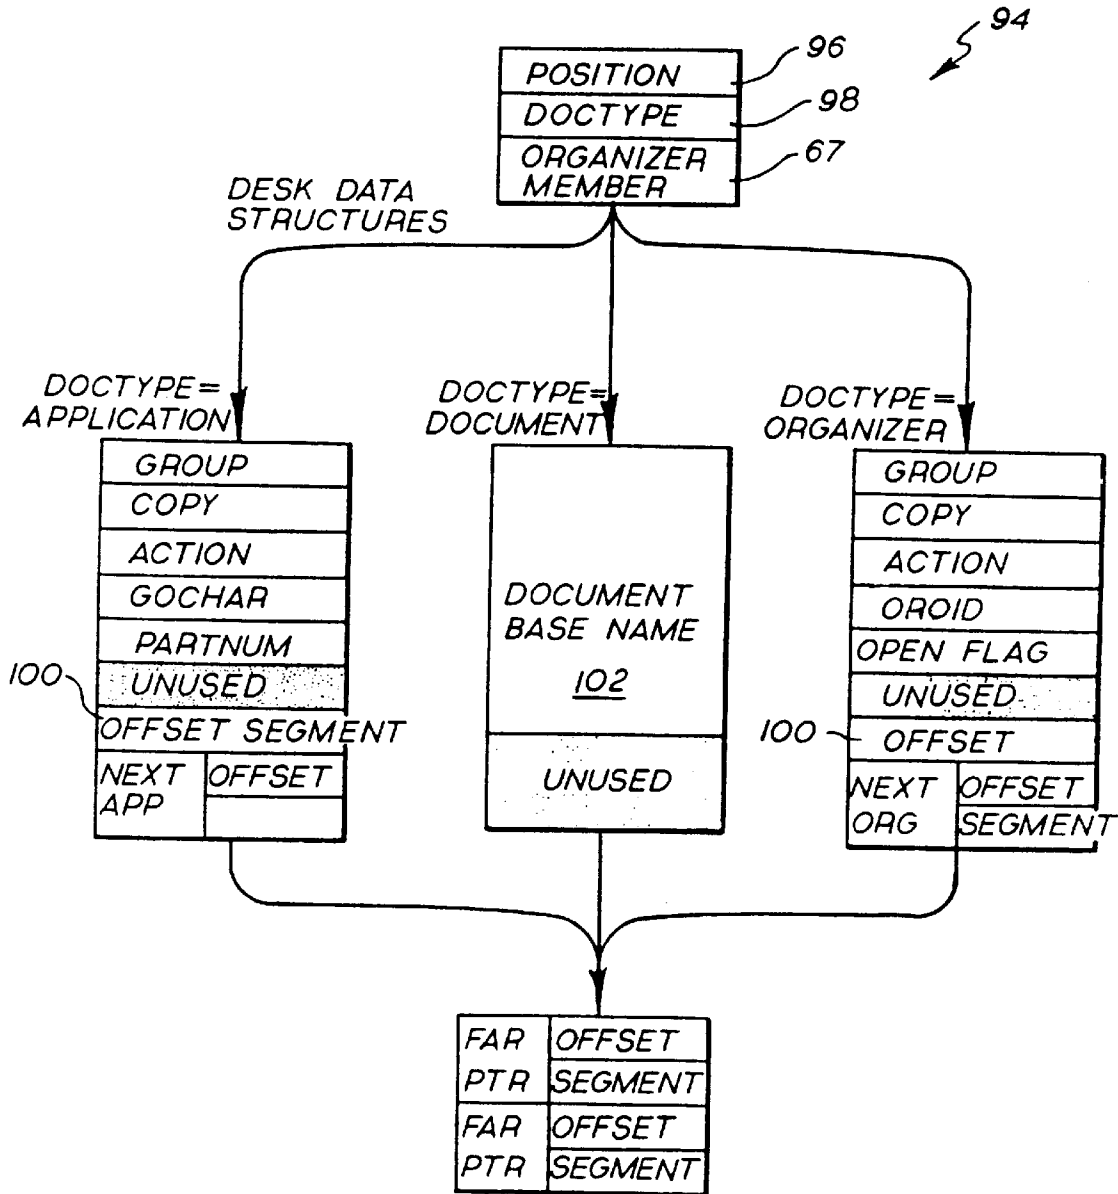 94
POSITION
96
DOCTYPE
98
ORGANIZER
MEMBER
67
DESK DATA
STRUCTURES
DOCTYPE=
APPLICATION
GROUP
COPY
ACTION
GOCHAR
PARTNUM
UNUSED
100
OFFSET SEGMENT
NEXT
APP
OFFSET
DOCTYPE=
DOCUMENT
DOCUMENT
BASE NAME
102
UNUSED
DOCTYPE=
ORGANIZER
GROUP
COPY
ACTION
OROID
OPEN FLAG
UNUSED
100
OFFSET
NEXT
ORG
OFFSET
SEGMENT
FAR
PTR
OFFSET
SEGMENT
FAR
PTR
OFFSET
SEGMENT